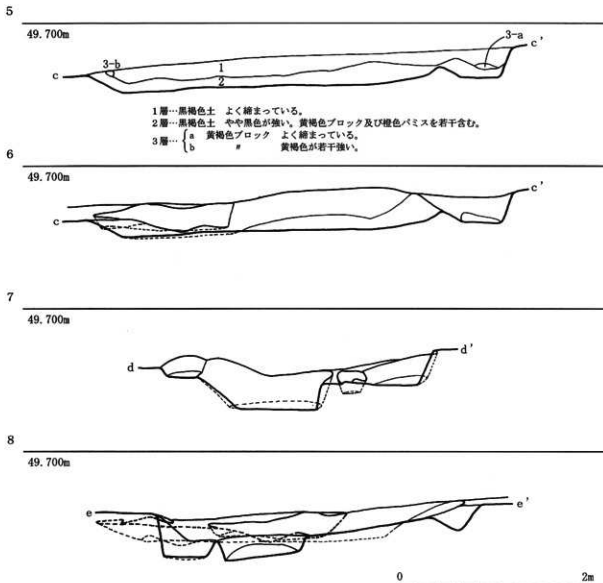 5
49.700m
3-a
c'
3-b
1
c
2
1層…黒褐色土 よく締まっている。
2層…黒褐色土 やや黒色が強い。黄褐色ブロック及び橙色パミスを若干含む。
3層…{a 黄褐色ブロック よく締まっている。
b 〃 黄褐色が若干強い。
6
49.700m
c'
c
7
49.700m
d'
d
8
49.700m
e
e'
0 2m